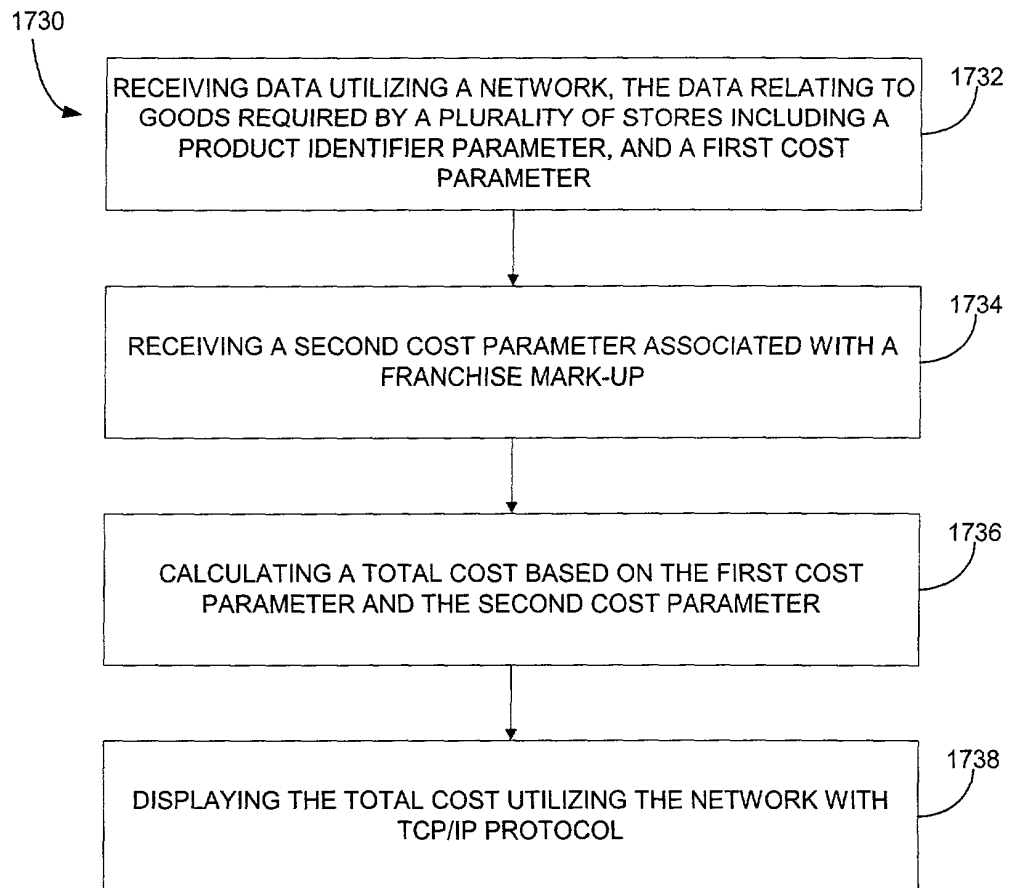 1730
RECEIVING DATA UTILIZING A NETWORK, THE DATA RELATING TO
GOODS REQUIRED BY A PLURALITY OF STORES INCLUDING A
PRODUCT IDENTIFIER PARAMETER, AND A FIRST COST
PARAMETER
1732
RECEIVING A SECOND COST PARAMETER ASSOCIATED WITH A
FRANCHISE MARK-UP
1734
CALCULATING A TOTAL COST BASED ON THE FIRST COST
PARAMETER AND THE SECOND COST PARAMETER
1736
DISPLAYING THE TOTAL COST UTILIZING THE NETWORK WITH
TCP/IP PROTOCOL
1738